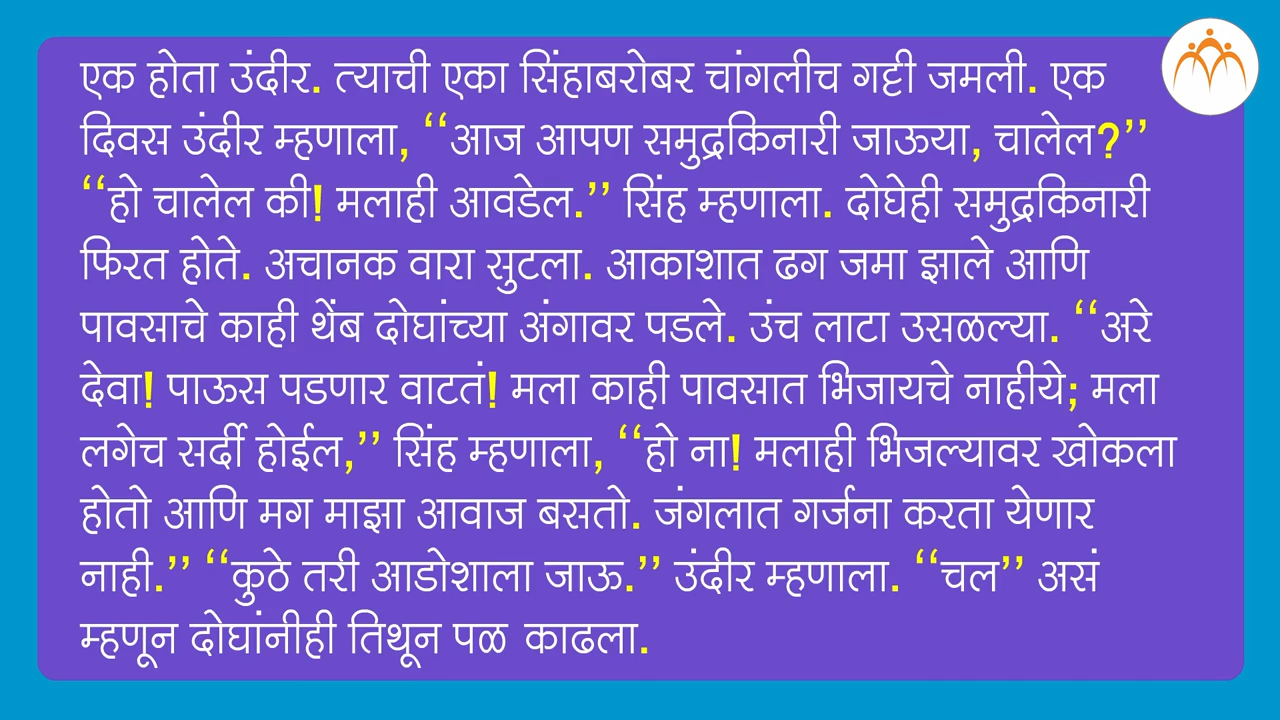 एक होता उंदीर. त्याची एका सिंहाबरोबर चांगलीच गट्टी जमली. एक
दिवस उंदीर म्हणाला, ‘‘आज आपण समुद्रकिनारी जाऊया, चालेल?’’
‘‘हो चालेल की! मलाही आवडेल.’’ सिंह म्हणाला. दोघेही समुद्रकिनारी
फिरत होते. अचानक वारा सुटला. आकाशात ढग जमा झाले आणि
पावसाचे काही थेंब दोघांच्या अंगावर पडले. उंच लाटा उसळल्या. ‘‘अरे
देवा! पाऊस पडणार वाटतं! मला काही पावसात भिजायचे नाहीये; मला
लगेच सर्दी होईल,’’ सिंह म्हणाला, ‘‘हो ना! मलाही भिजल्यावर खोकला
होतो आणि मग माझा आवाज बसतो. जंगलात गर्जना करता येणार
नाही.’’ ‘‘कुठे तरी आडोशाला जाऊ.’’ उंदीर म्हणाला. ‘‘चल’’ असं
म्हणून दोघांनीही तिथून पळ काढला.